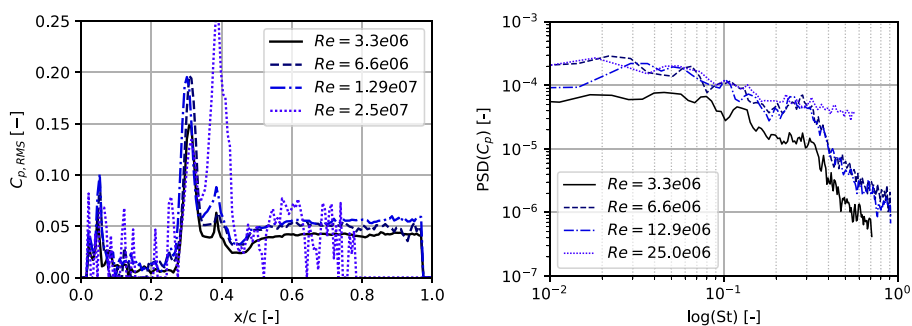 0.25
0.20
0.15
0.10
0.05
0.00
C_{p,RMS} [−]
0.0 0.2 0.4 0.6 0.8 1.0
x/c [-]
Re = 3.3e06
Re = 6.6e06
Re = 1.29e07
Re = 2.5e07
10^{−3}
10^{−4}
10^{−5}
10^{−6}
10^{−7}
PSD(C_p) [-]
10^{−2} 10^{−1} 10^{0}
log(St) [-]
Re = 3.3e06
Re = 6.6e06
Re = 12.9e06
Re = 25.0e06